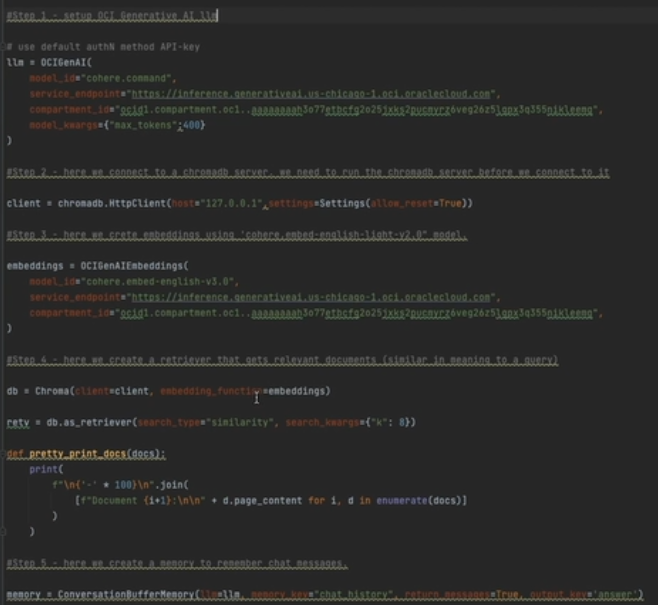 #Step 1 - setup OCI Generative AI llm
# use default authN method API-key
llm = OCIGenAI(
model_id="cohere.command",
service_endpoint="https://inference.generativeai.us-chicago-1.oci.oraclecloud.com",
compartment_id="ocid1.compartment.oc1..
model_kwargs={"max_tokens":400}
)
#Step 2 - here we connect to a chromadb server. we need to run the chromadb server before we connect to it
client = chromadb.HttpClient(host="127.0.0.1",settings=Settings(allow_reset=True))
#Step 3 - here we crete embeddings using 'cohere.embed-english-light-v2.0" model.
embeddings = OCIGenAIEmbeddings(
model_id="cohere.embed-english-v3.0",
service_endpoint="https://inference.generativeai.us-chicago-1.oci.oraclecloud.com",
compartment_id="ocid1.compartment.oc1..
)
#Step 4 - here we create a retriever that gets relevant documents (similar in meaning to a query)
db = Chroma(client=client, embedding_function=embeddings)
retv = db.as_retriever(search_type="similarity", search_kwargs={"k": 8})
def pretty_print_docs(docs):
print(
f"\n{'-' * 100}\n".join(
[f"Document {i+1}:\n\n" + d.page_content for i, d in enumerate(docs)]
)
)
#Step 5 - here we create a memory to remember chat messages.
memory = ConversationBufferMemory(llm=llm, memory_key="chat_history", return_messages=True, output_key='answer')